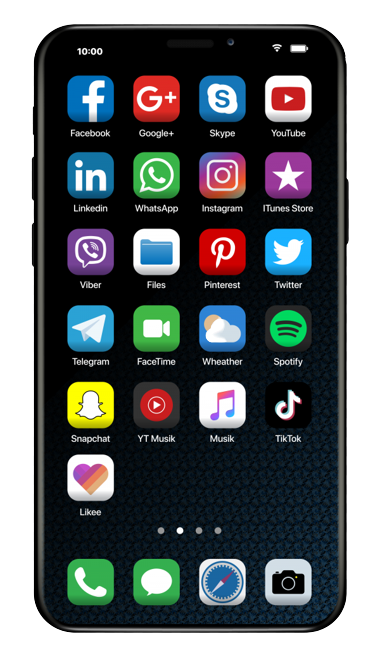 10:00
G+
Facebook Google+ Skype YouTube
in
Linkedin WhatsApp Instagram ITunes Store
Viber Files Pinterest Twitter
Telegram FaceTime Wheather Spotify
Snapchat YT Musik Musik TikTok
Likee